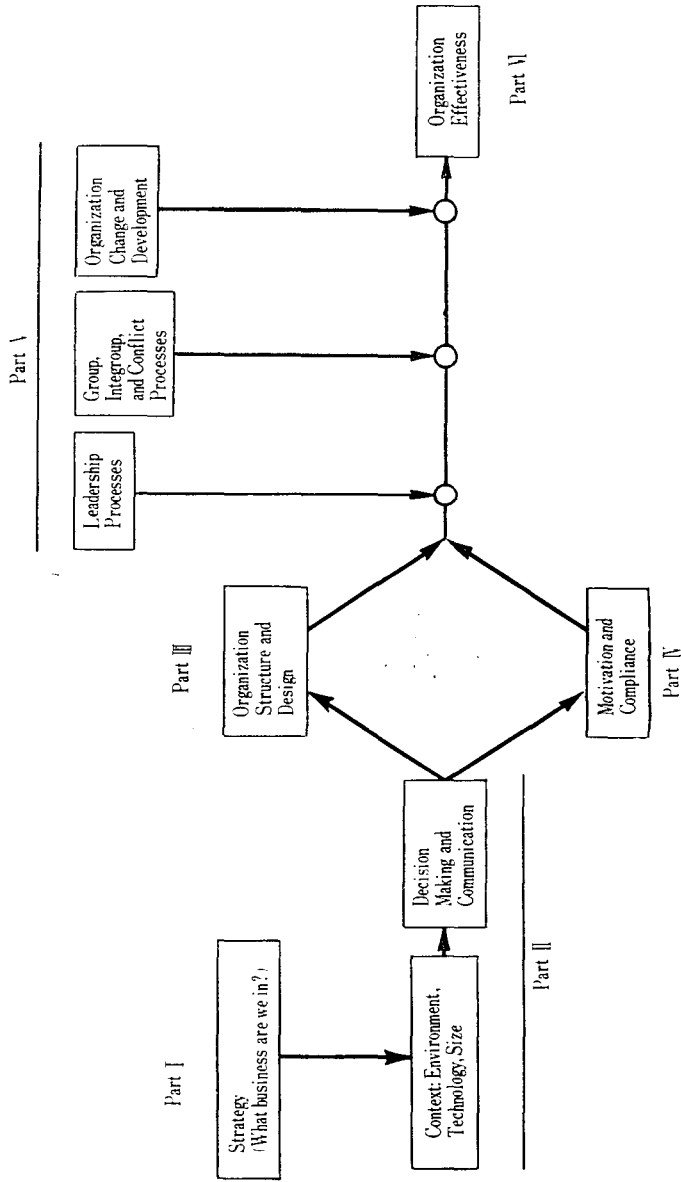 Part I
Strategy
(What business are we in?)
Context: Environment,
Technology, Size
Decision
Making and
Communication
Part II
Part III
Organization
Structure and
Design
Motivation and
Compliance
Part IV
Part V
Leadership
Processes
Group,
Integroup,
and Conflict
Processes
Organization
Change and
Development
Organization
Effectiveness
Part VI